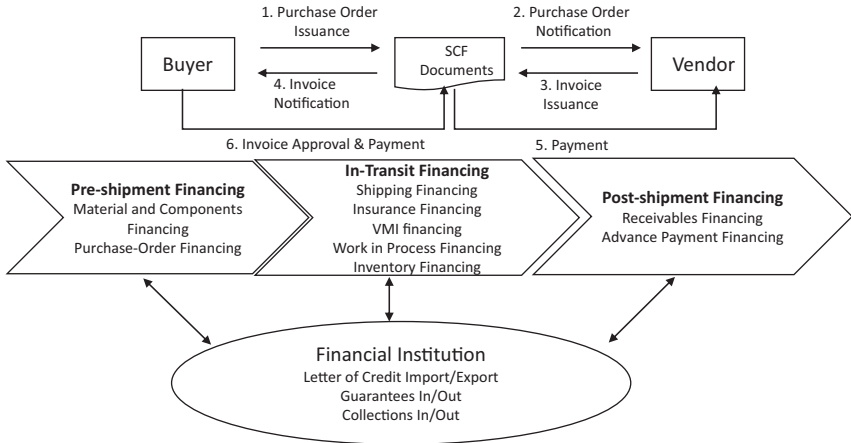 1. Purchase Order
Issuance
2. Purchase Order
Notification
Buyer
SCF
Documents
Vendor
4. Invoice
Notification
3. Invoice
Issuance
6. Invoice Approval & Payment
5. Payment
Pre-shipment Financing
Material and Components
Financing
Purchase-Order Financing
In-Transit Financing
Shipping Financing
Insurance Financing
VMI financing
Work in Process Financing
Inventory Financing
Post-shipment Financing
Receivables Financing
Advance Payment Financing
Financial Institution
Letter of Credit Import/Export
Guarantees In/Out
Collections In/Out